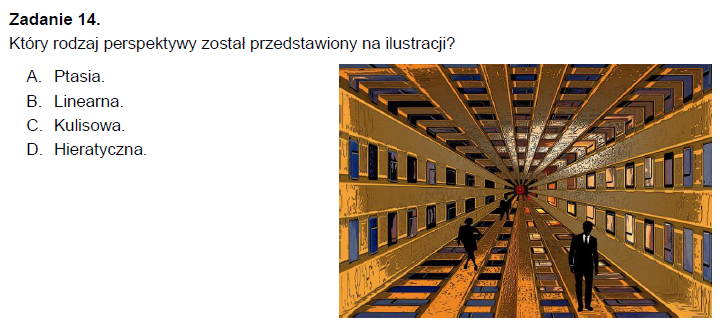 Zadanie 14.
Który rodzaj perspektywy został przedstawiony na ilustracji?
A. Ptasia.
B. Linearna.
C. Kulisowa.
D. Hieratyczna.